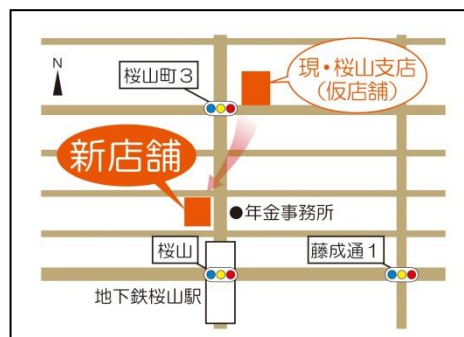 N
桜山町3
現・桜山支店
(仮店舗)
新店舗
●年金事務所
桜山
藤成通1
地下鉄桜山駅